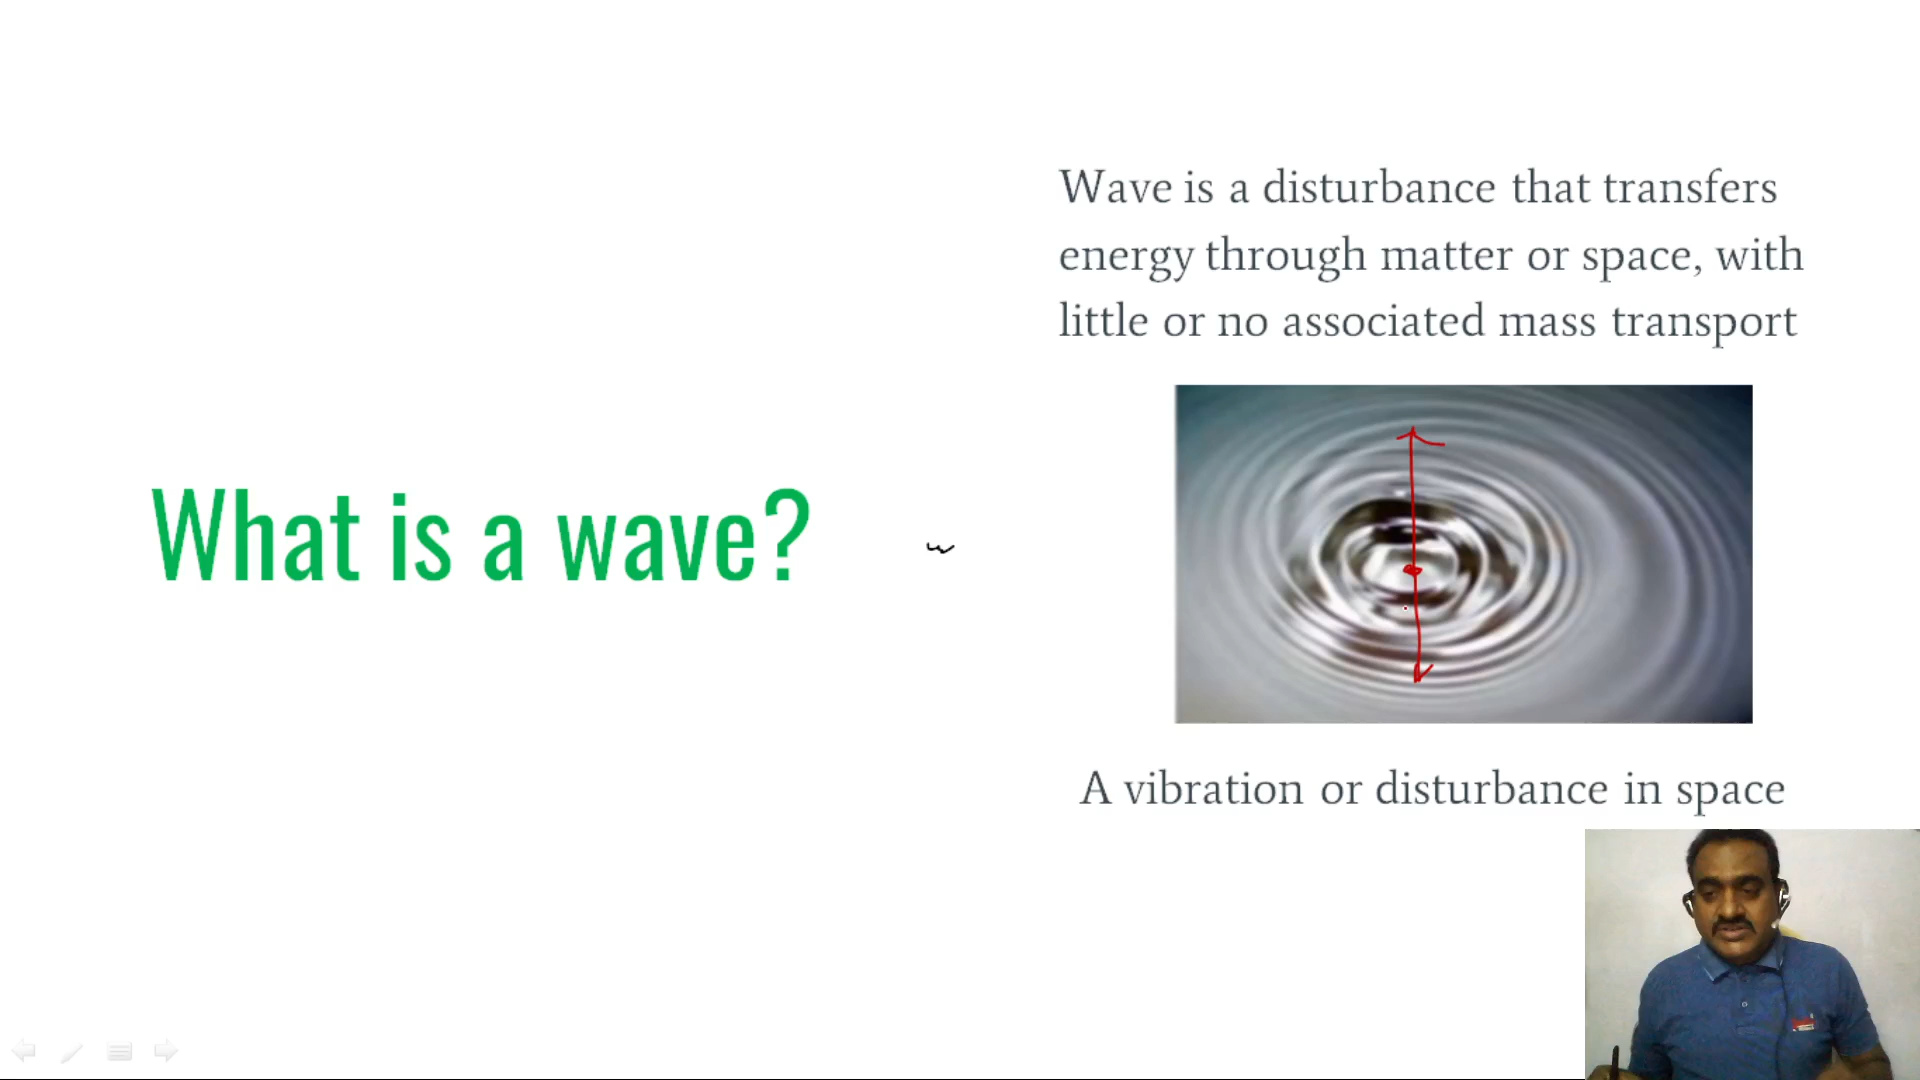 What is a wave?
Wave is a disturbance that transfers
energy through matter or space, with
little or no associated mass transport
A vibration or disturbance in space